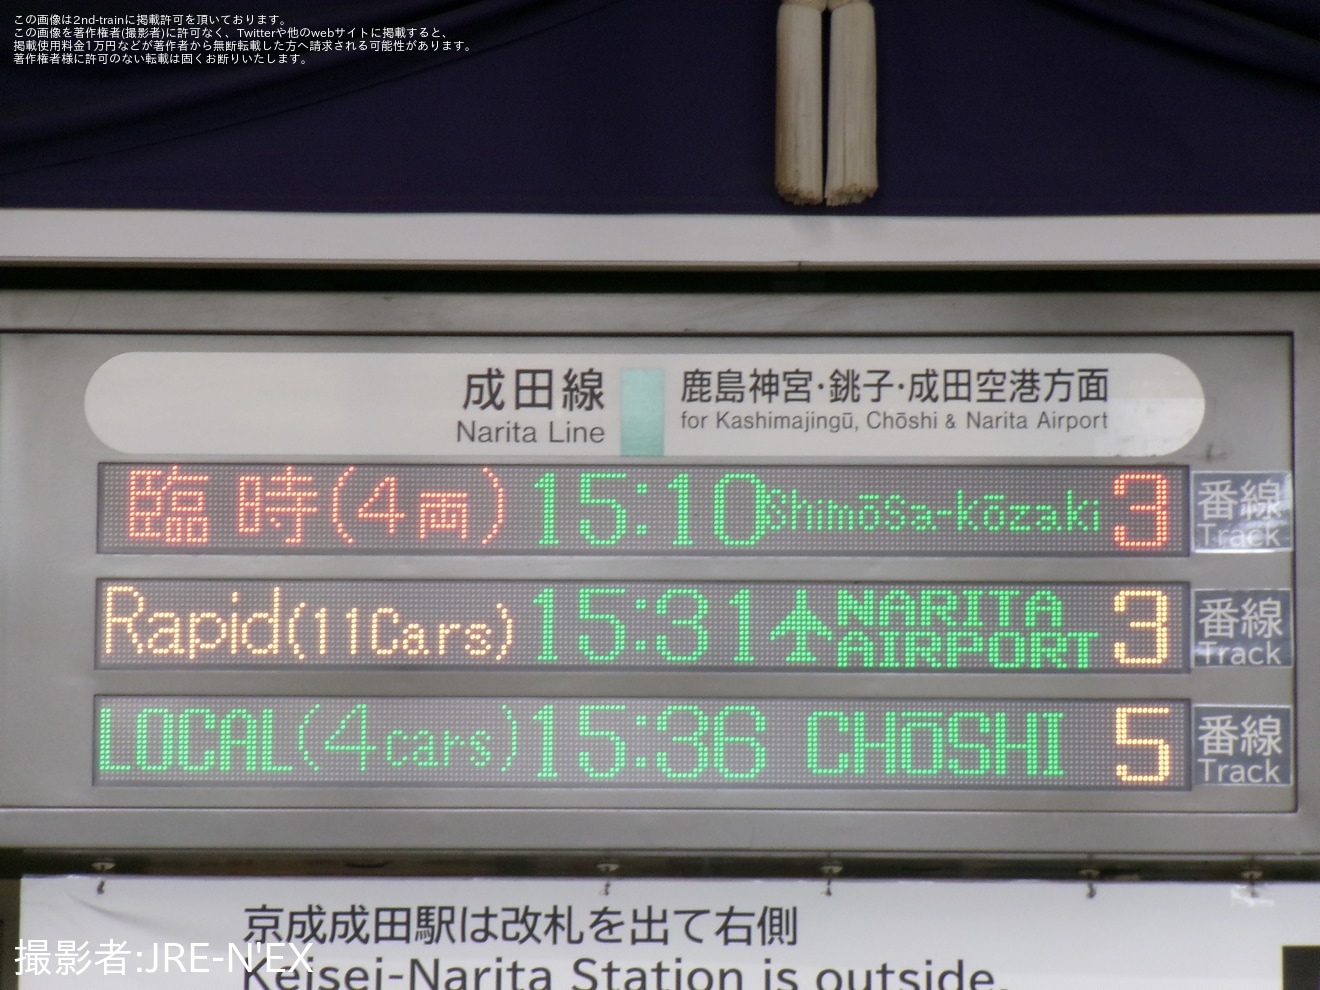 この画像は2nd-trainに掲載許可を頂いております。
この画像を著作権者(撮影者)に許可なく、Twitterや他のwebサイトに掲載すると、
掲載使用料金1万円などが著作者から無断転載した方へ請求される可能性があります。
著作権者様に許可のない転載は固くお断りいたします。
成田線 鹿島神宮・銚子・成田空港方面
Narita Line for Kashimajingū, Chōshi & Narita Airport
臨時(4両) 15:10 Shimōsa-kōzaki 3 番線 Track
Rapid(11Cars) 15:31 NARITA AIRPORT 3 番線 Track
LOCAL(4cars) 15:36 CHŌSHI 5 番線 Track
京成成田駅は改札を出て右側
Keisei-Narita Station is outside.
撮影者:JRE-N'EX